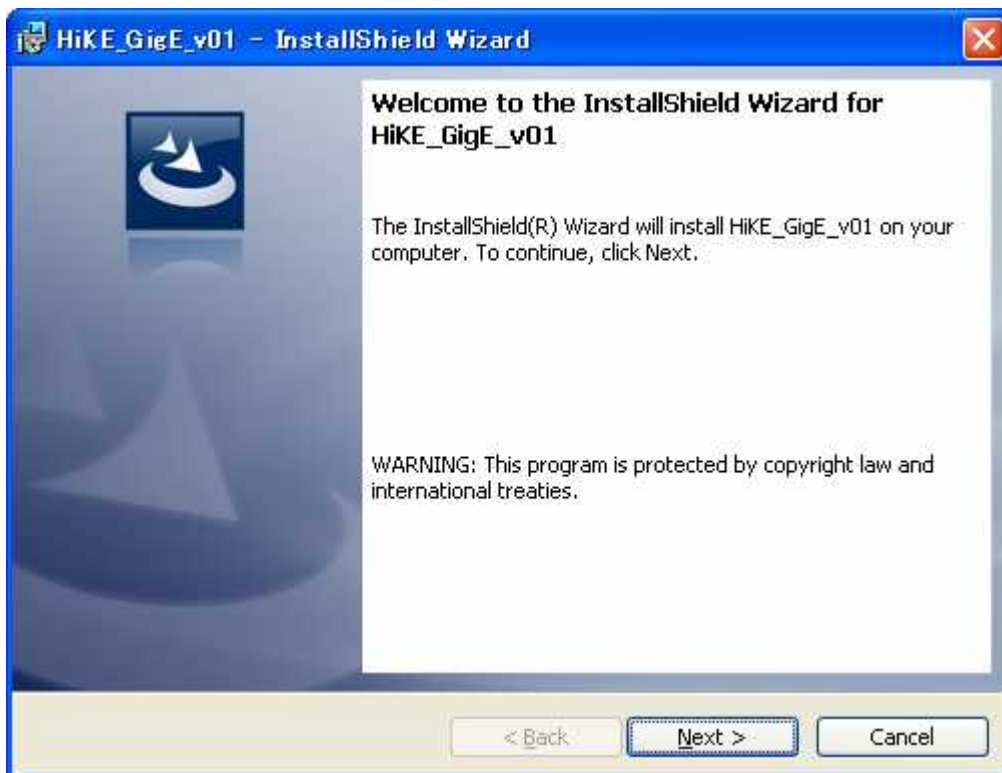 HiKE_GigE_v01 - InstallShield Wizard
Welcome to the InstallShield Wizard for
HiKE_GigE_v01
The InstallShield(R) Wizard will install HiKE_GigE_v01 on your
computer. To continue, click Next.
WARNING: This program is protected by copyright law and
international treaties.
< Back
Next >
Cancel